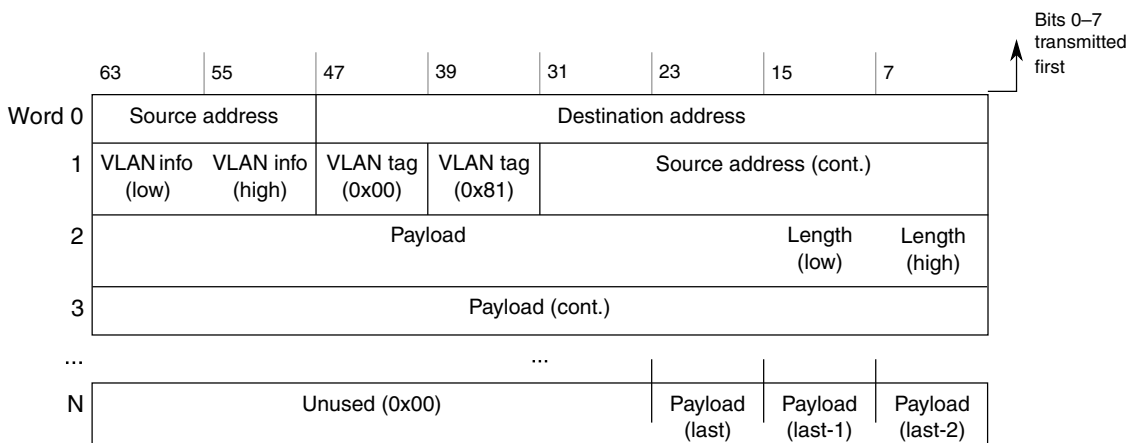 Bits 0–7
transmitted
first
63 55 47 39 31 23 15 7
Word 0 Source address Destination address
1 VLAN info VLAN info VLAN tag VLAN tag Source address (cont.)
(low) (high) (0x00) (0x81)
2 Payload Length Length
(low) (high)
3 Payload (cont.)
... ...
N Unused (0x00) Payload Payload Payload
(last) (last-1) (last-2)